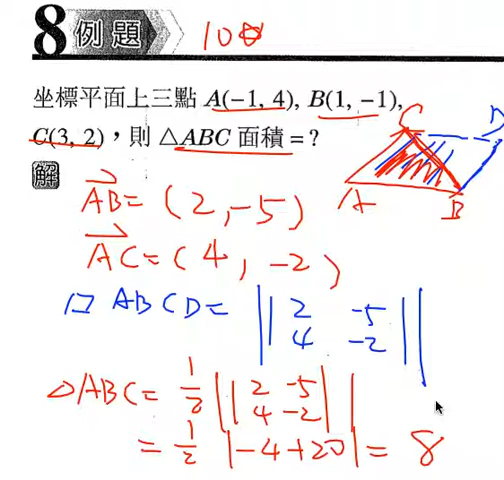 8 例題 10
坐標平面上三點 A(−1, 4), B(1, −1),
C(3, 2),則 △ABC 面積 = ?
解
C D
A B
AB = (2, -5)
AC = (4, -2)
▱ ABCD = || 2 -5 ||
4 -2
△ABC = 1/2 || 2 -5 ||
4 -2
= 1/2 |-4+20| = 8